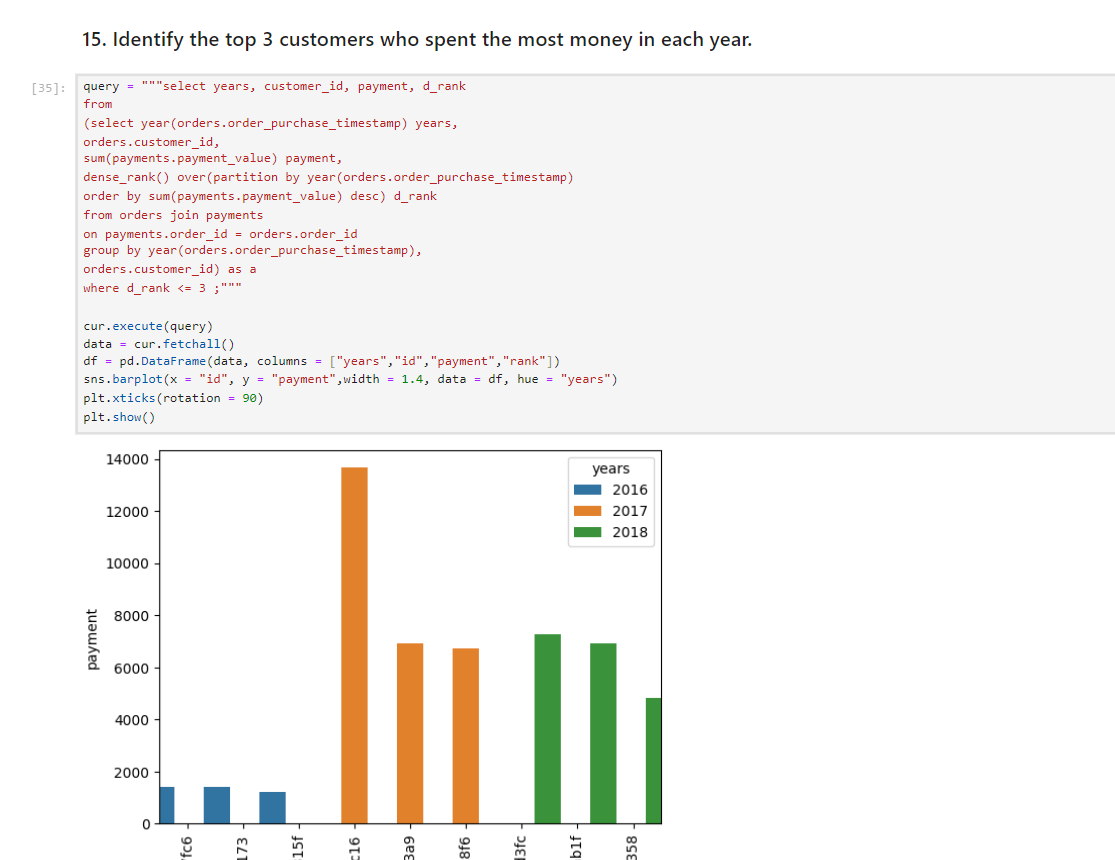 15. Identify the top 3 customers who spent the most money in each year.
[35]:
query = """select years, customer_id, payment, d_rank
from
(select year(orders.order_purchase_timestamp) years,
orders.customer_id,
sum(payments.payment_value) payment,
dense_rank() over(partition by year(orders.order_purchase_timestamp)
order by sum(payments.payment_value) desc) d_rank
from orders join payments
on payments.order_id = orders.order_id
group by year(orders.order_purchase_timestamp),
orders.customer_id) as a
where d_rank <= 3 ;"""
cur.execute(query)
data = cur.fetchall()
df = pd.DataFrame(data, columns = ["years","id","payment","rank"])
sns.barplot(x = "id", y = "payment",width = 1.4, data = df, hue = "years")
plt.xticks(rotation = 90)
plt.show()
years
2016
2017
2018
payment
14000
12000
10000
8000
6000
4000
2000
0
fc6
173
15f
c16
3a9
8f6
3fc
b1f
358